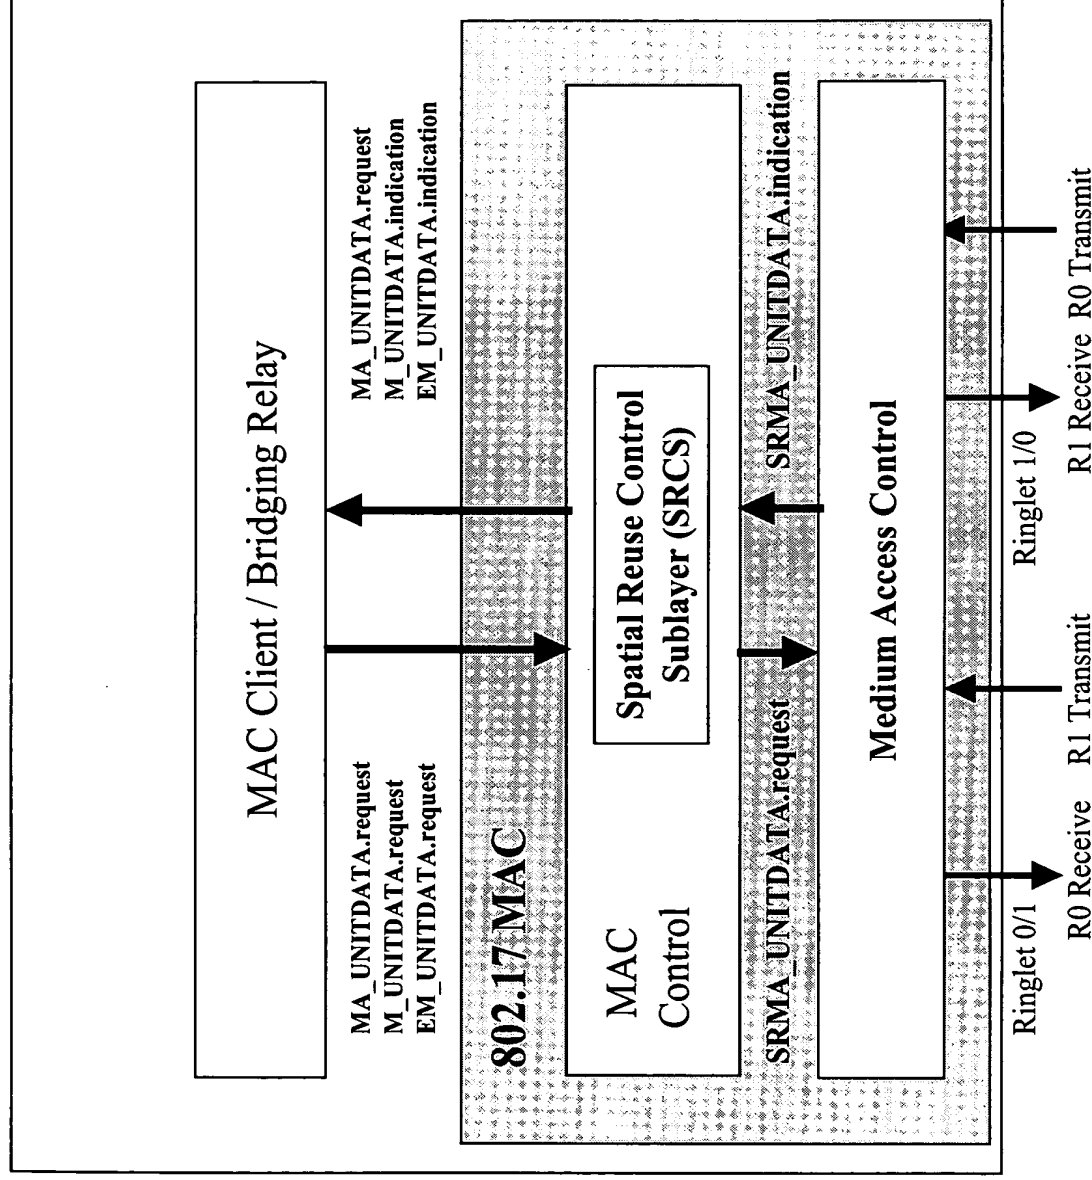 MAC Client / Bridging Relay
MA_UNITDATA.request
M_UNITDATA.request
EM_UNITDATA.request
MA_UNITDATA.request
M_UNITDATA.indication
EM_UNITDATA.indication
802.17 MAC
MAC
Control
Spatial Reuse Control
Sublayer (SRCS)
SRMA_UNITDATA.request
SRMA_UNITDATA.indication
Medium Access Control
Ringlet 0/1
Ringlet 1/0
R0 Receive
R1 Transmit
R1 Receive
R0 Transmit